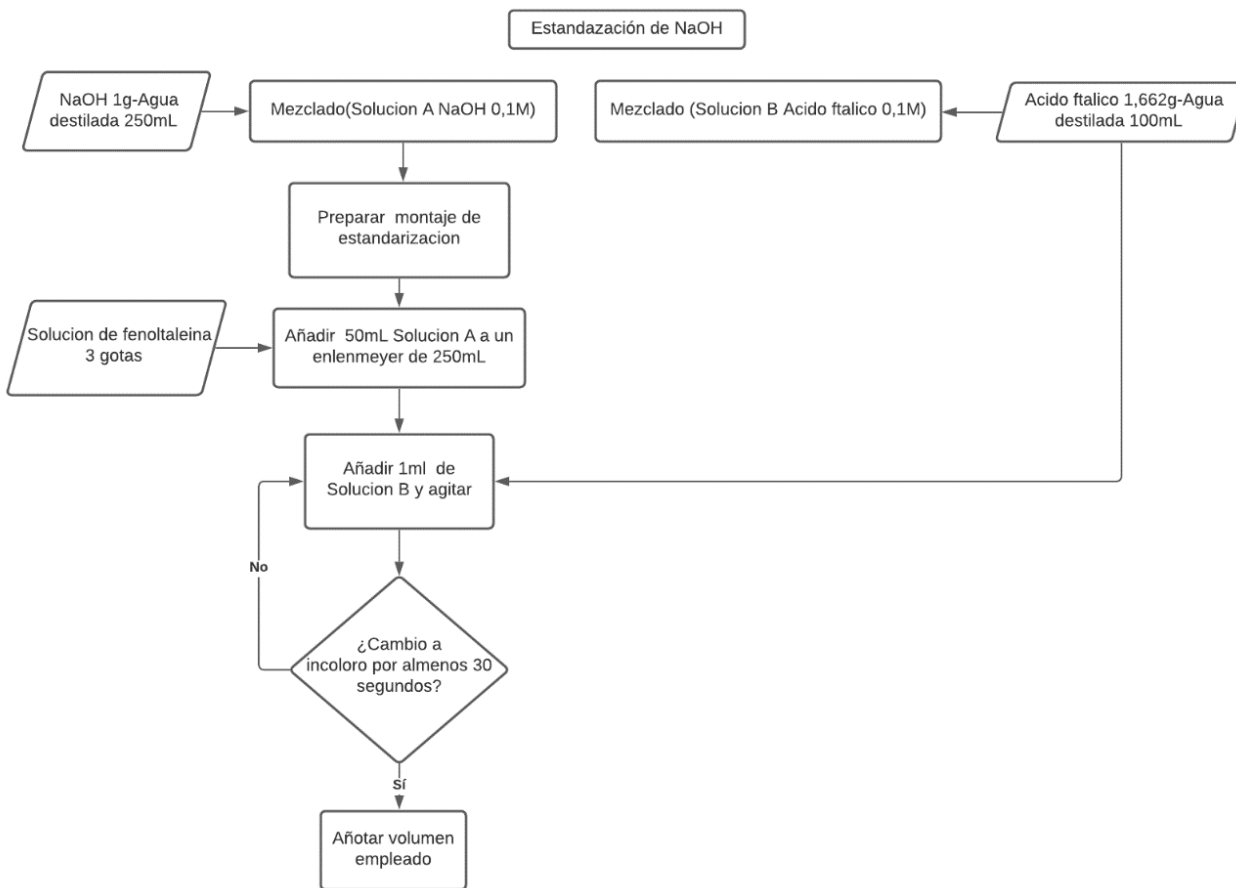 Estandazación de NaOH
NaOH 1g-Agua
destilada 250mL
Mezclado(Solucion A NaOH 0,1M)
Mezclado (Solucion B Acido ftalico 0,1M)
Acido ftalico 1,662g-Agua
destilada 100mL
Preparar montaje de
estandarizacion
Solucion de fenoltaleina
3 gotas
Añadir 50mL Solucion A a un
enlenmeyer de 250mL
Añadir 1ml de
Solucion B y agitar
No
¿Cambio a
incoloro por almenos 30
segundos?
Sí
Añotar volumen
empleado